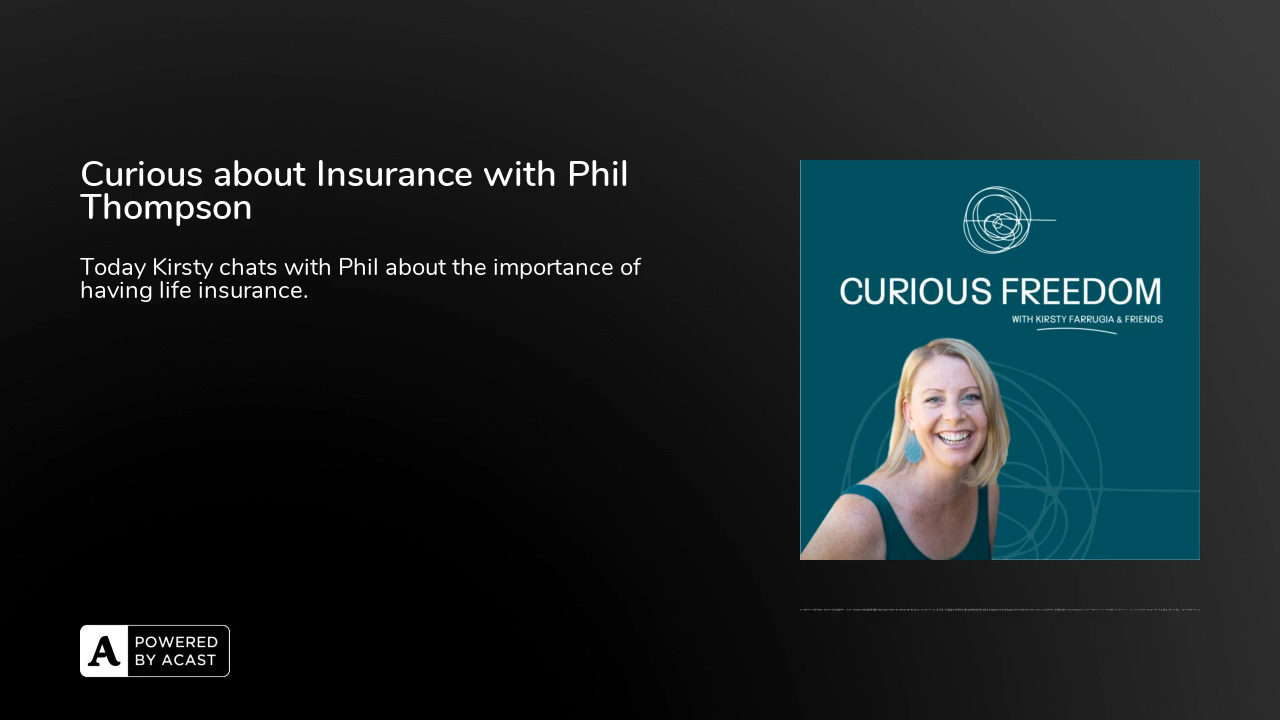 Curious about Insurance with Phil
Thompson
Today Kirsty chats with Phil about the importance of
having life insurance.
CURIOUS FREEDOM
WITH KIRSTY FARRUGIA & FRIENDS
A POWERED
BY ACAST